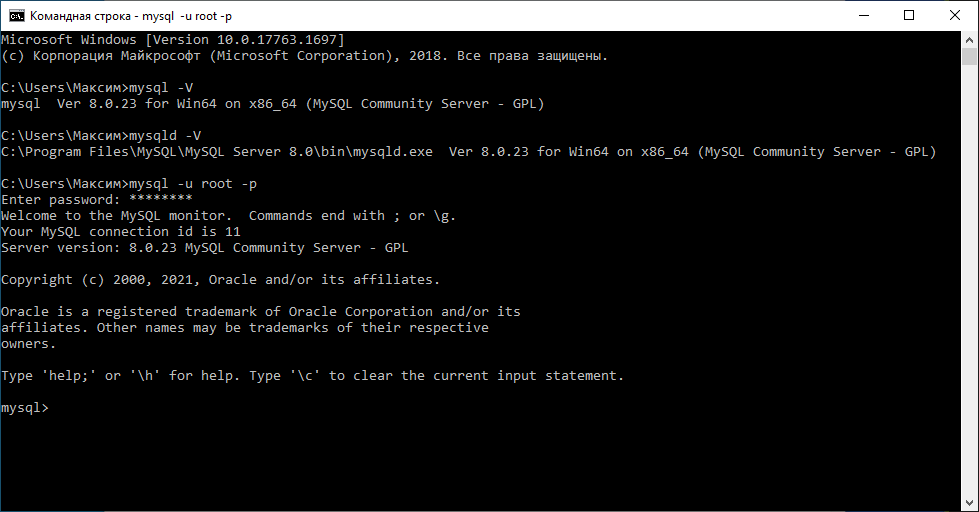 Командная строка - mysql -u root -p
Microsoft Windows [Version 10.0.17763.1697]
(c) Корпорация Майкрософт (Microsoft Corporation), 2018. Все права защищены.
C:\Users\Максим>mysql -V
mysql  Ver 8.0.23 for Win64 on x86_64 (MySQL Community Server - GPL)
C:\Users\Максим>mysqld -V
C:\Program Files\MySQL\MySQL Server 8.0\bin\mysqld.exe  Ver 8.0.23 for Win64 on x86_64 (MySQL Community Server - GPL)
C:\Users\Максим>mysql -u root -p
Enter password: ********
Welcome to the MySQL monitor.  Commands end with ; or \g.
Your MySQL connection id is 11
Server version: 8.0.23 MySQL Community Server - GPL
Copyright (c) 2000, 2021, Oracle and/or its affiliates.
Oracle is a registered trademark of Oracle Corporation and/or its
affiliates. Other names may be trademarks of their respective
owners.
Type 'help;' or '\h' for help. Type '\c' to clear the current input statement.
mysql>